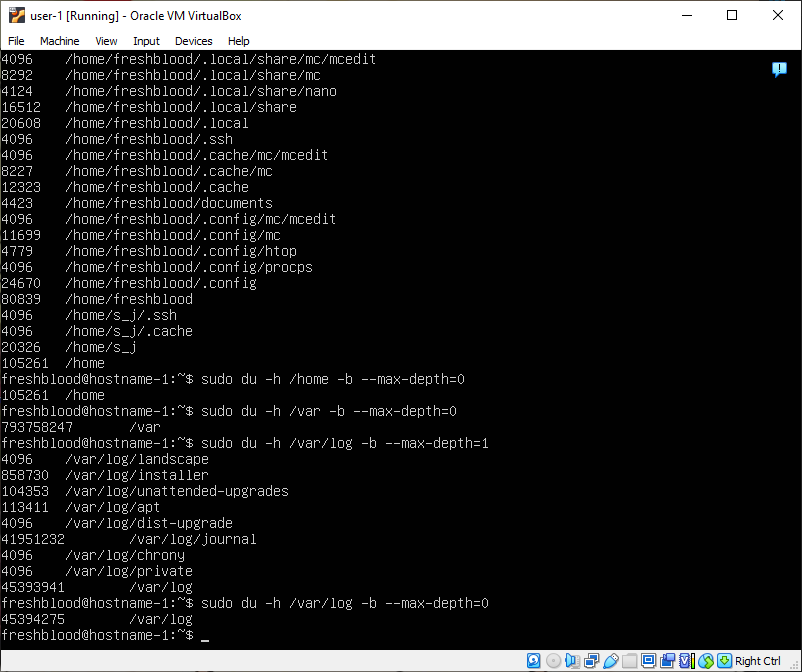 user-1 [Running] - Oracle VM VirtualBox
File Machine View Input Devices Help
4096 /home/freshblood/.local/share/mc/mcedit
8292 /home/freshblood/.local/share/mc
4124 /home/freshblood/.local/share/nano
16512 /home/freshblood/.local/share
20608 /home/freshblood/.local
4096 /home/freshblood/.ssh
4096 /home/freshblood/.cache/mc/mcedit
8227 /home/freshblood/.cache/mc
12323 /home/freshblood/.cache
4423 /home/freshblood/documents
4096 /home/freshblood/.config/mc/mcedit
11699 /home/freshblood/.config/mc
4779 /home/freshblood/.config/htop
4096 /home/freshblood/.config/procps
24670 /home/freshblood/.config
80839 /home/freshblood
4096 /home/s_j/.ssh
4096 /home/s_j/.cache
20326 /home/s_j
105261 /home
freshblood@hostname-1:~$ sudo du -h /home -b --max-depth=0
105261 /home
freshblood@hostname-1:~$ sudo du -h /var -b --max-depth=0
793758247 /var
freshblood@hostname-1:~$ sudo du -h /var/log -b --max-depth=1
4096 /var/log/landscape
858730 /var/log/installer
104353 /var/log/unattended-upgrades
113411 /var/log/apt
4096 /var/log/dist-upgrade
41951232 /var/log/journal
4096 /var/log/chrony
4096 /var/log/private
45393941 /var/log
freshblood@hostname-1:~$ sudo du -h /var/log -b --max-depth=0
45394275 /var/log
freshblood@hostname-1:~$ _
Right Ctrl